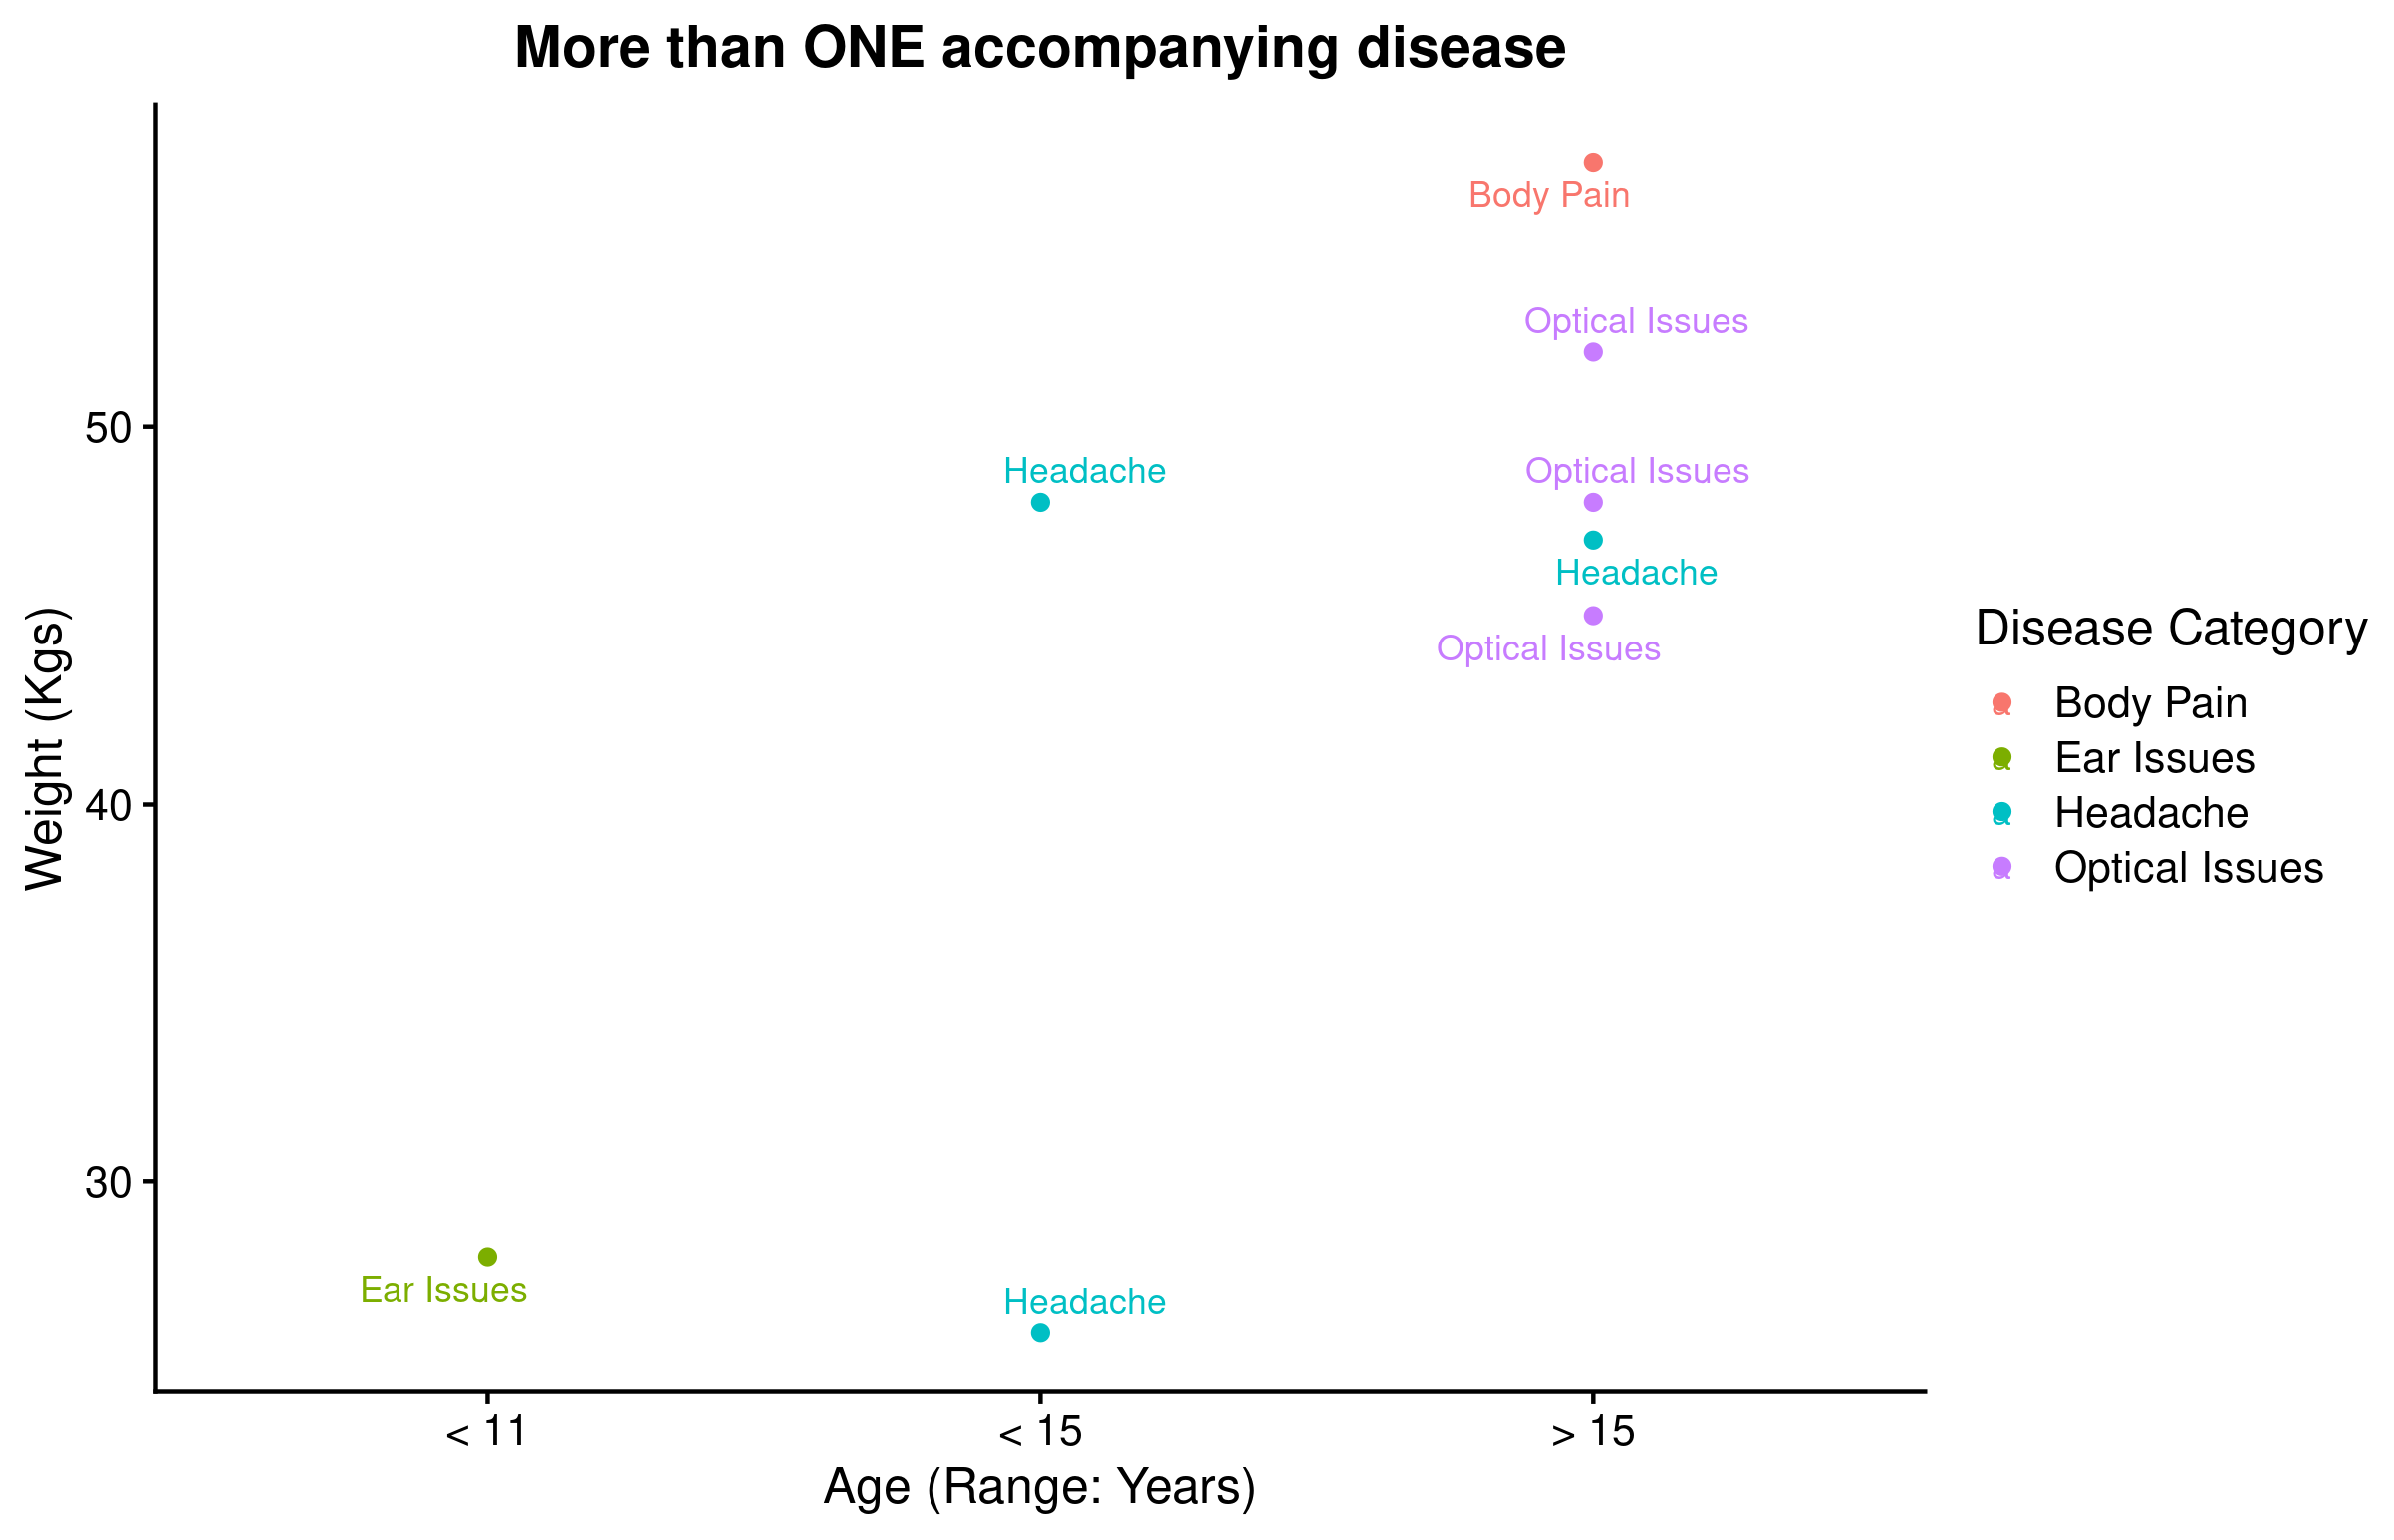 More than ONE accompanying disease
Body Pain
Optical Issues
50
Headache
Optical Issues
Headache
Optical Issues
Weight (Kgs)
40
30
Ear Issues
Headache
< 11
< 15
> 15
Age (Range: Years)
Disease Category
Body Pain
Ear Issues
Headache
Optical Issues